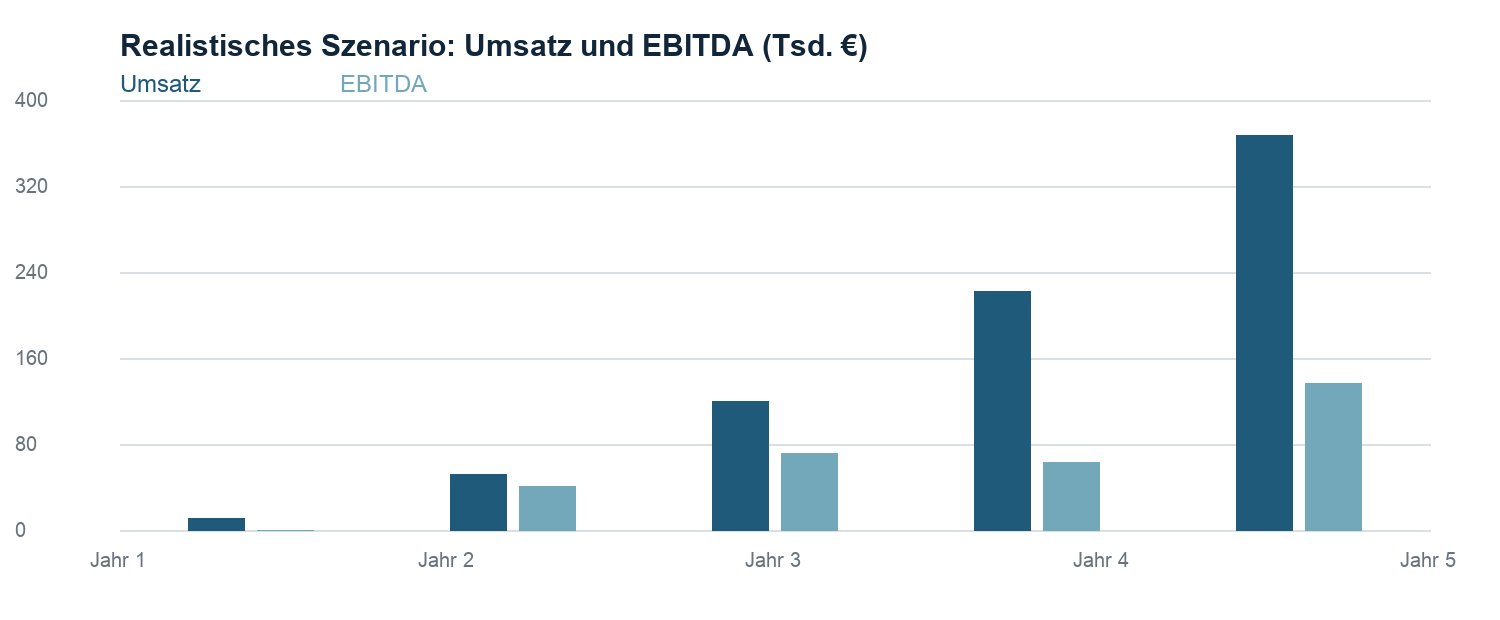 Realistisches Szenario: Umsatz und EBITDA (Tsd. €)
Umsatz EBITDA
400
320
240
160
80
0
Jahr 1 Jahr 2 Jahr 3 Jahr 4 Jahr 5